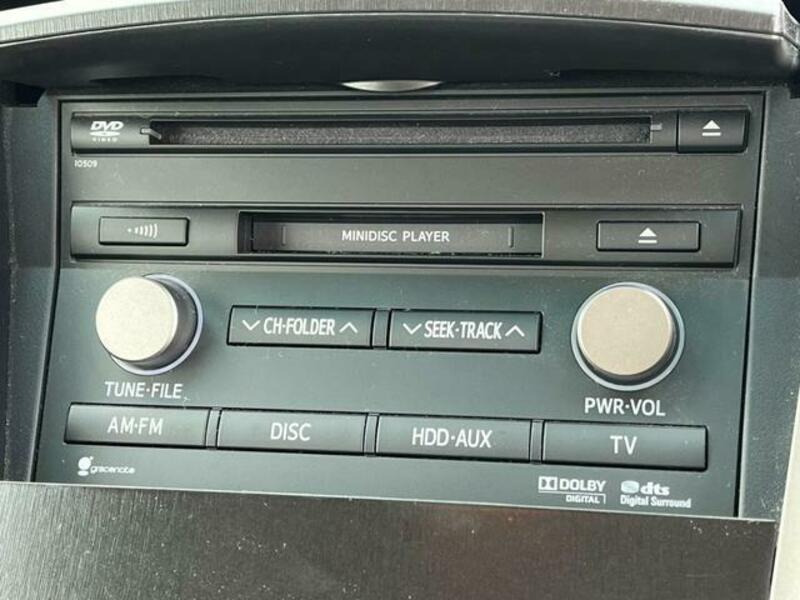 DVD
VIDEO
10509
MINIDISC PLAYER
CH·FOLDER
SEEK·TRACK
TUNE·FILE
PWR·VOL
AM·FM
DISC
HDD·AUX
TV
gracenote
DOLBY
DIGITAL
dts
Digital Surround